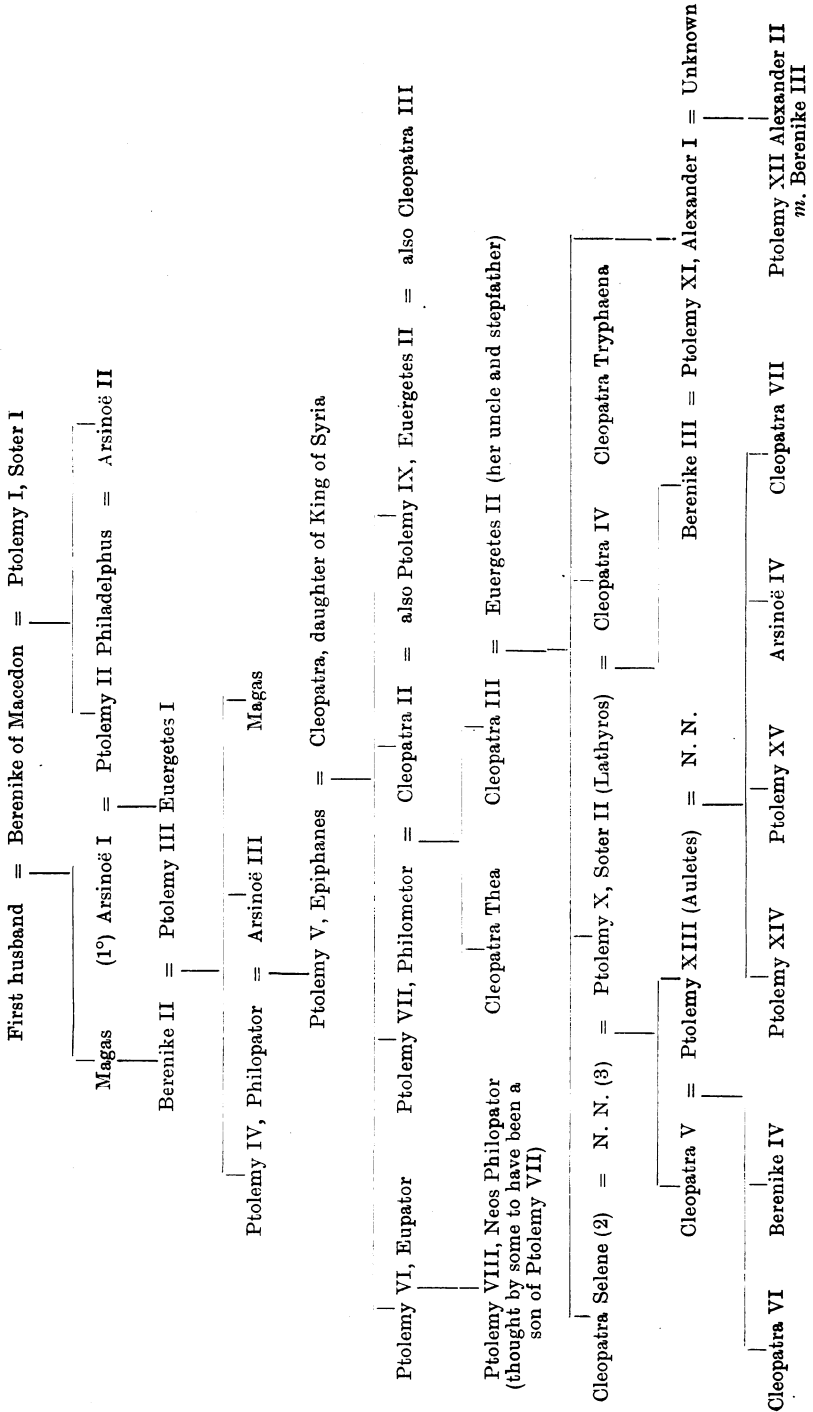 First husband = Berenike of Macedon = Ptolemy I, Soter I
Magas (1°) Arsinoë I = Ptolemy II Philadelphus = Arsinoë II
Berenike II = Ptolemy III Euergetes I
Ptolemy IV, Philopator = Arsinoë III Magas
Ptolemy V, Epiphanes = Cleopatra, daughter of King of Syria
Ptolemy VI, Eupator Ptolemy VII, Philometor = Cleopatra II = also Ptolemy IX, Euergetes II = also Cleopatra III
Ptolemy VIII, Neos Philopator Cleopatra Thea Cleopatra III = Euergetes II (her uncle and stepfather)
(thought by some to have been a
son of Ptolemy VII)
Cleopatra Selene (2) = N. N. (3) = Ptolemy X, Soter II (Lathyros) = Cleopatra IV Cleopatra Tryphaena
Cleopatra V = Ptolemy XIII (Auletes) = N. N. Berenike III = Ptolemy XI, Alexander I = Unknown
Cleopatra VI Berenike IV Ptolemy XIV Ptolemy XV Arsinoë IV Cleopatra VII Ptolemy XII Alexander II
m. Berenike III